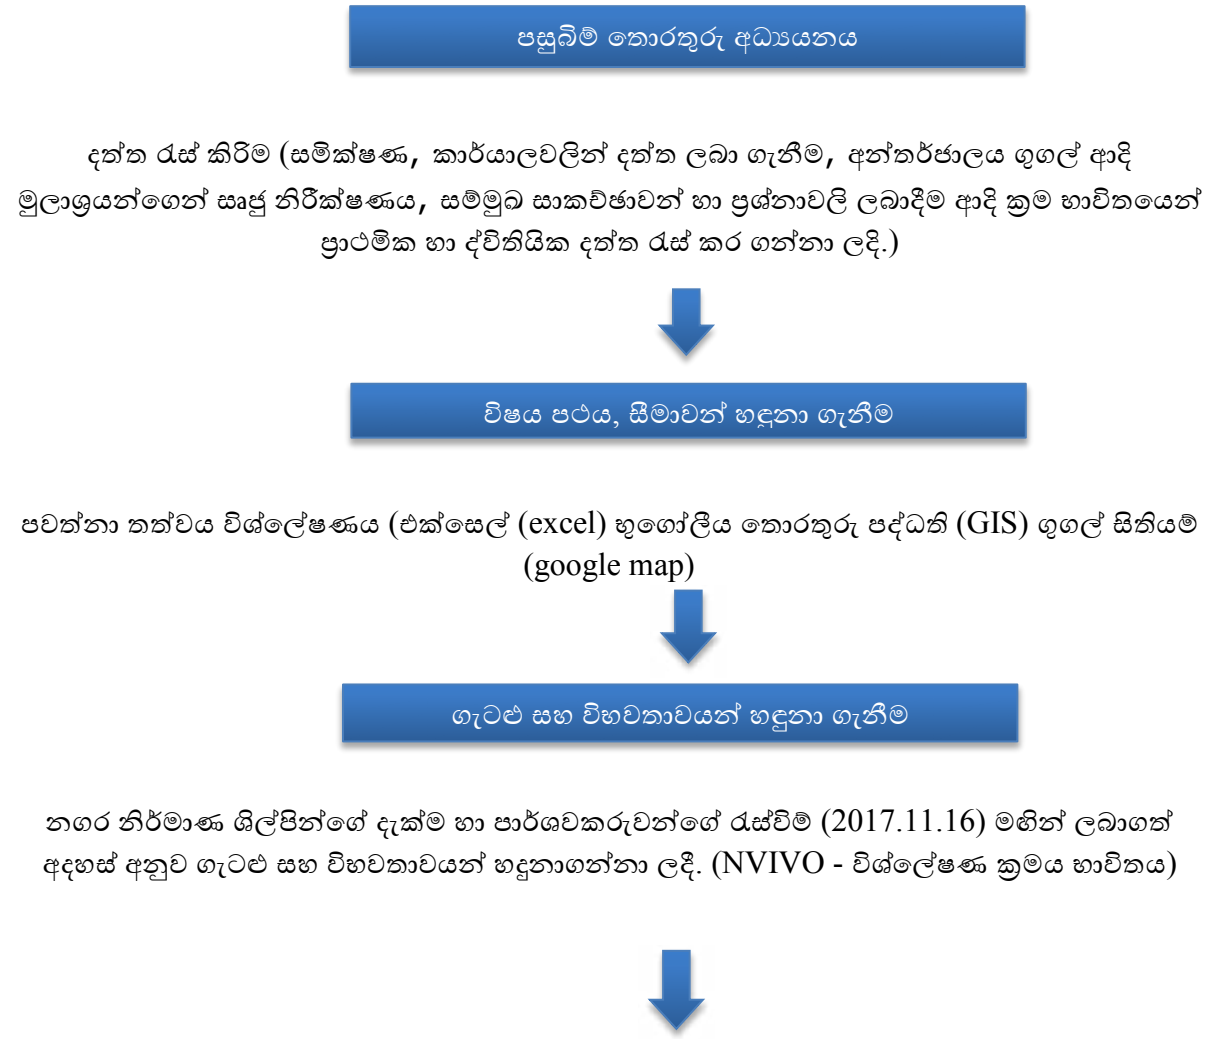 පසුබිම් තොරතුරු අධ්‍යයනය
දත්ත රැස් කිරිම (සමික්ෂණ, කාර්යාලවලින් දත්ත ලබා ගැනීම, අන්තර්ජාලය ගුගල් ආදි
මුලාශ්‍රයන්ගෙන් සෘජු නිරීක්ෂණය, සම්මුඛ සාකච්ඡාවන් හා ප්‍රශ්නාවලි ලබාදීම ආදි ක්‍රම භාවිතයෙන්
ප්‍රාථමික හා ද්විතියික දත්ත රැස් කර ගන්නා ලදි.)
විෂය පථය, සීමාවන් හඳුනා ගැනීම
පවත්නා තත්වය විශ්ලේෂණය (එක්සෙල් (excel) භුගෝලීය තොරතුරු පද්ධති (GIS) ගුගල් සිතියම්
(google map)
ගැටළු සහ විභවතාවයන් හඳුනා ගැනීම
නගර නිර්මාණ ශිල්පින්ගේ දැක්ම හා පාර්ශවකරුවන්ගේ රැස්විම් (2017.11.16) මඟින් ලබාගත්
අදහස් අනුව ගැටළු සහ විභවතාවයන් හදුනාගන්නා ලදී. (NVIVO - විශ්ලේෂණ ක්‍රමය භාවිතය)